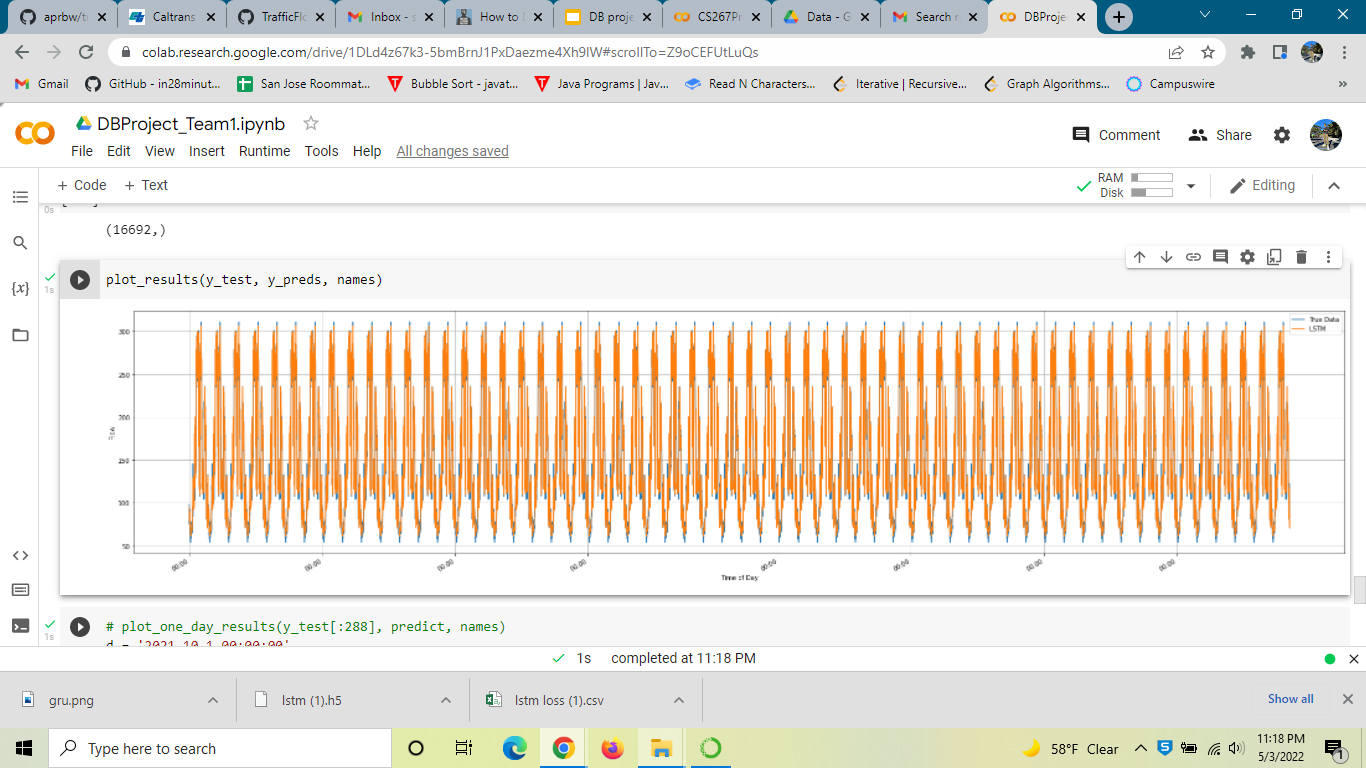 aprbw/tr
Caltrans
TrafficFlo
Inbox - s
How to
DB proje
CS267Pr
Data - G
Search r
DBProje
colab.research.google.com/drive/1DLd4z67k3-5bmBrnJ1PxDaezme4Xh9lW#scrollTo=Z9oCEFUtLuQs
Gmail
GitHub - in28minut...
San Jose Roommat...
Bubble Sort - javat...
Java Programs | Jav...
Read N Characters...
Iterative | Recursive...
Graph Algorithms...
Campuswire
»
CO
DBProject_Team1.ipynb
Comment
Share
File Edit View Insert Runtime Tools Help All changes saved
+ Code + Text
RAM
Disk
Editing
0s
(16692,)
{x}
1s
plot_results(y_test, y_preds, names)
True Data
LSTM
300
250
200
150
100
50
Flow
00:00 00:00 00:00 00:00 00:00 00:00 00:00 00:00
Time of Day
1s
# plot_one_day_results(y_test[:288], predict, names)
d = '2021-10-1 00:00:00'
1s completed at 11:18 PM
gru.png
lstm (1).h5
lstm loss (1).csv
Show all
Type here to search
58°F Clear
11:18 PM
5/3/2022
1